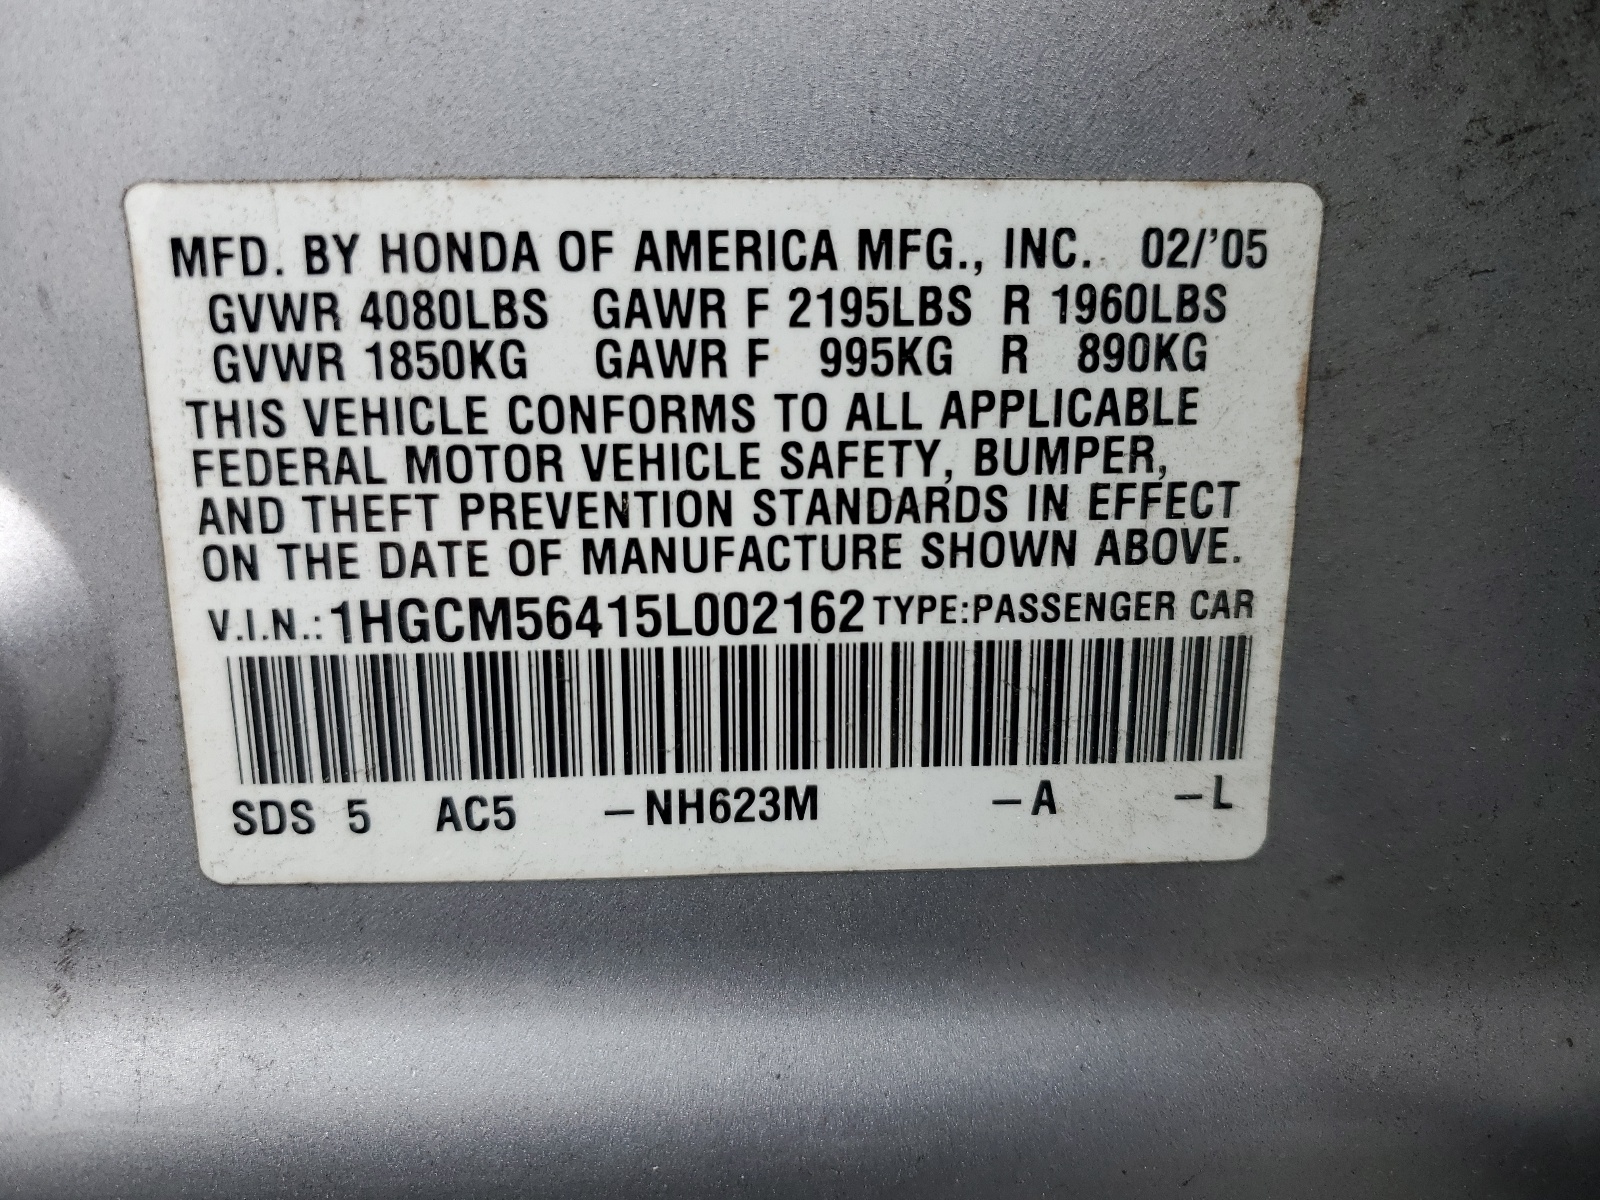 MFD. BY HONDA OF AMERICA MFG., INC. 02/'05
GVWR 4080LBS GAWR F 2195LBS R 1960LBS
GVWR 1850KG GAWR F 995KG R 890KG
THIS VEHICLE CONFORMS TO ALL APPLICABLE
FEDERAL MOTOR VEHICLE SAFETY, BUMPER,
AND THEFT PREVENTION STANDARDS IN EFFECT
ON THE DATE OF MANUFACTURE SHOWN ABOVE.
V.I.N.: 1HGCM56415L002162 TYPE:PASSENGER CAR
SDS 5 AC5 –NH623M –A –L